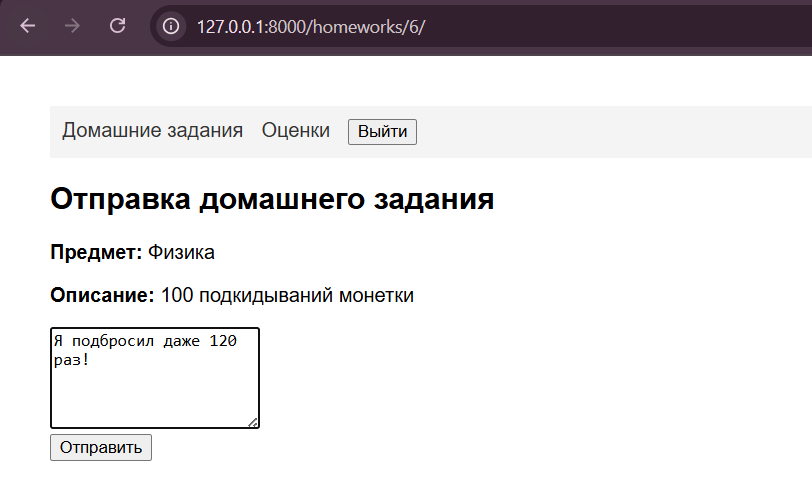 127.0.0.1:8000/homeworks/6/
Домашние задания Оценки Выйти
Отправка домашнего задания
Предмет: Физика
Описание: 100 подкидываний монетки
Я подбросил даже 120
раз!
Отправить